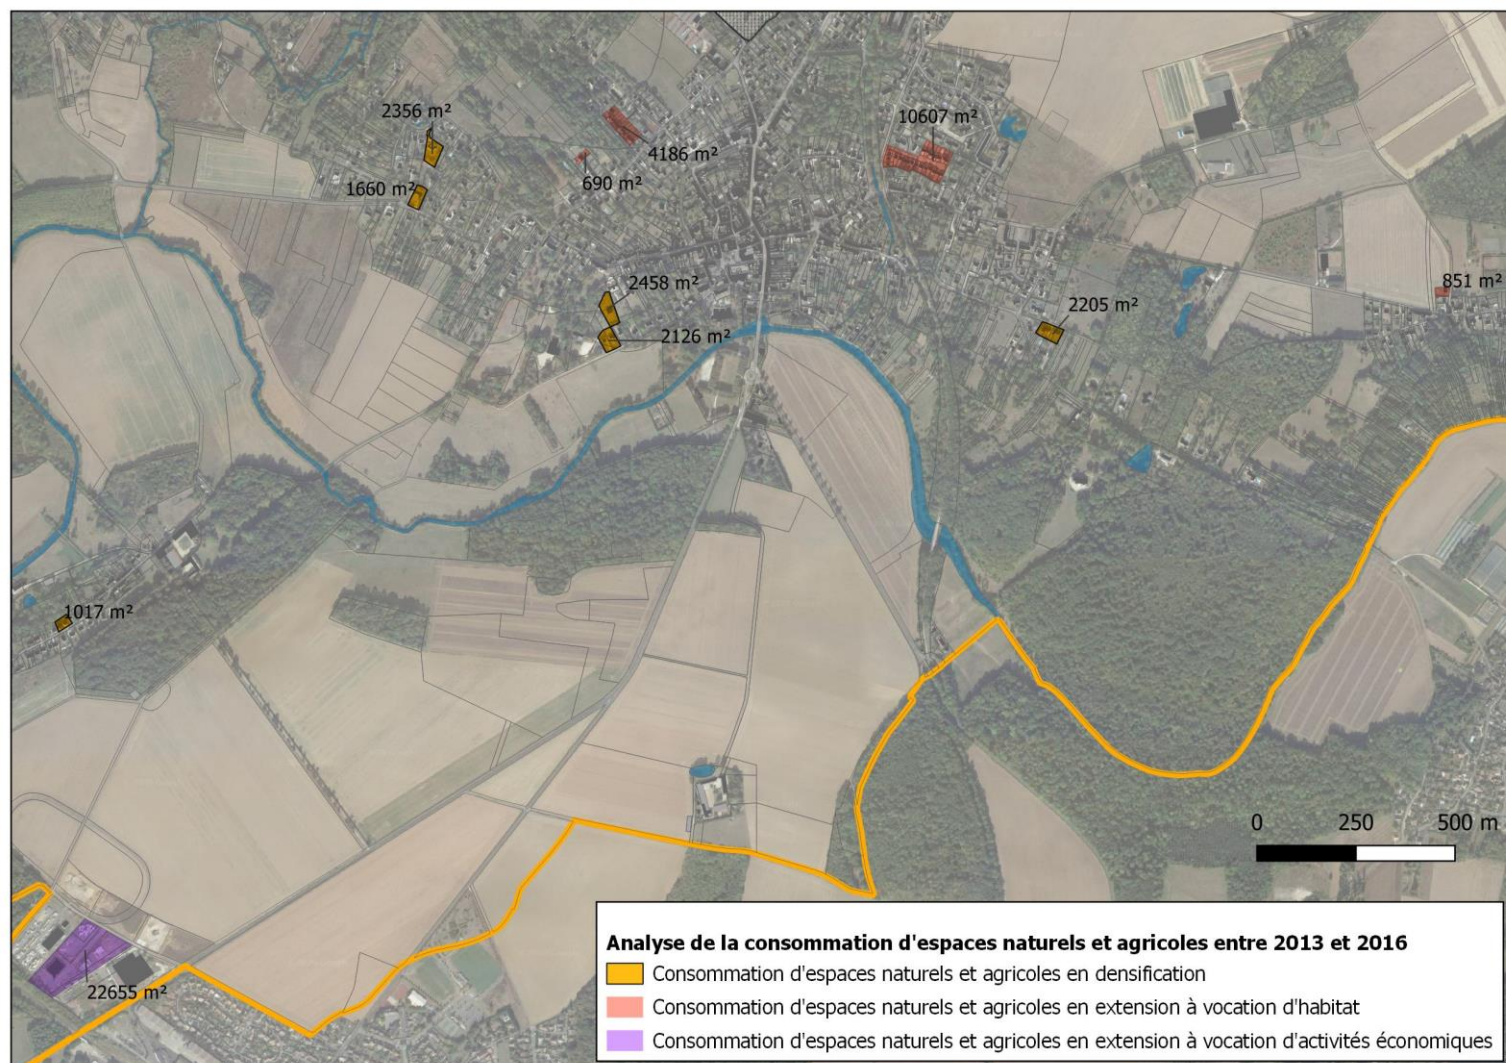 2356 m²
10607 m²
4186 m²
690 m²
1660 m²
2458 m²
851 m²
2205 m²
2126 m²
1017 m²
22655 m²
0 250 500 m
Analyse de la consommation d'espaces naturels et agricoles entre 2013 et 2016
Consommation d'espaces naturels et agricoles en densification
Consommation d'espaces naturels et agricoles en extension à vocation d'habitat
Consommation d'espaces naturels et agricoles en extension à vocation d'activités économiques